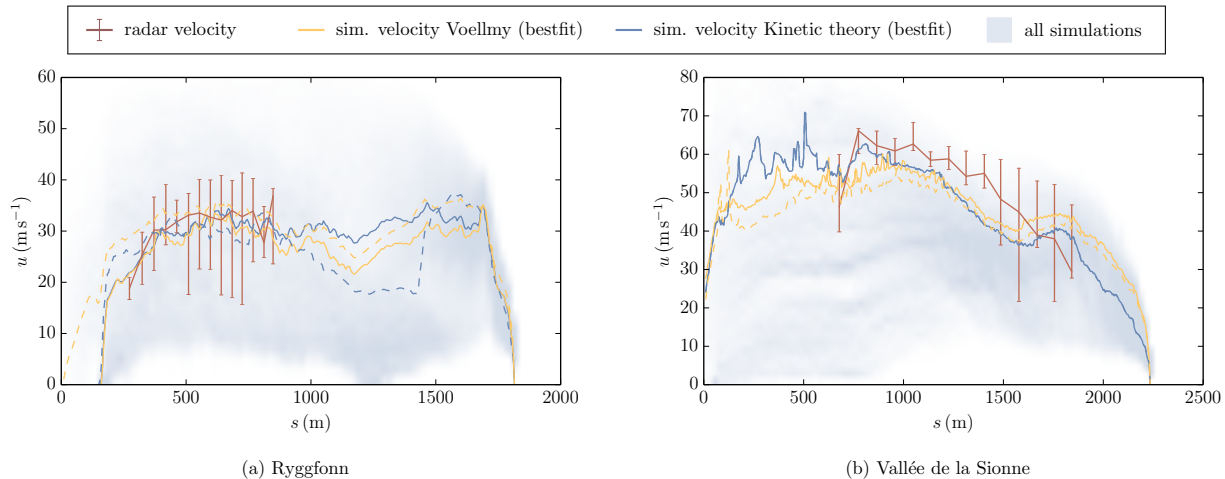 radar velocity
sim. velocity Voellmy (bestfit)
sim. velocity Kinetic theory (bestfit)
all simulations
60
50
40
30
20
10
0
u (m s⁻¹)
0
500
1000
1500
2000
s (m)
(a) Ryggfonn
80
70
60
50
40
30
20
10
0
u (m s⁻¹)
0
500
1000
1500
2000
2500
s (m)
(b) Vallée de la Sionne